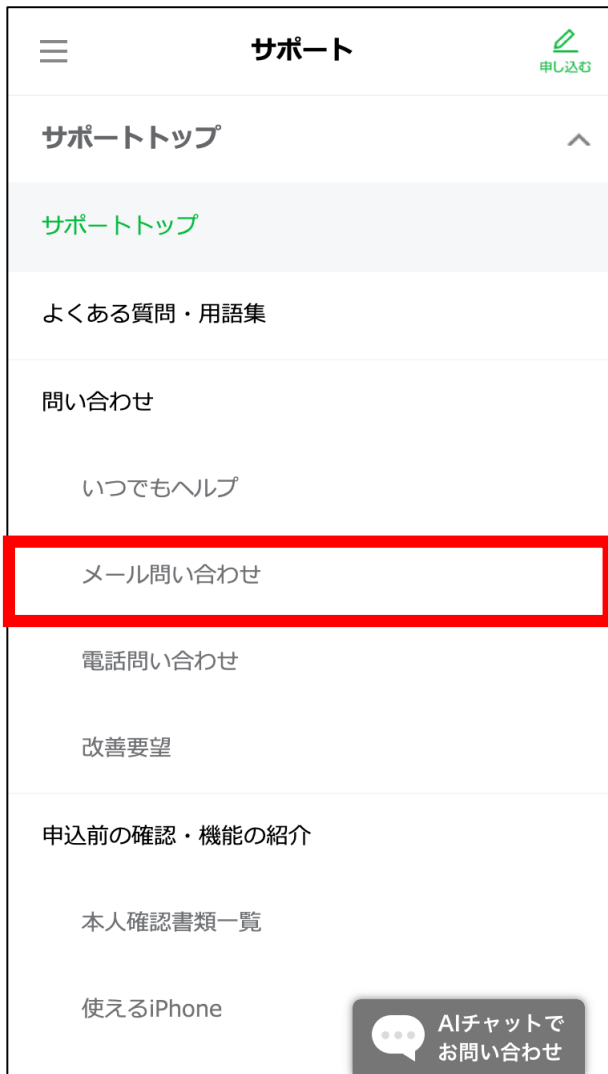 サポート
申し込む
サポートトップ
サポートトップ
よくある質問・用語集
問い合わせ
いつでもヘルプ
メール問い合わせ
電話問い合わせ
改善要望
申込前の確認・機能の紹介
本人確認書類一覧
使えるiPhone
AIチャットで
お問い合わせ